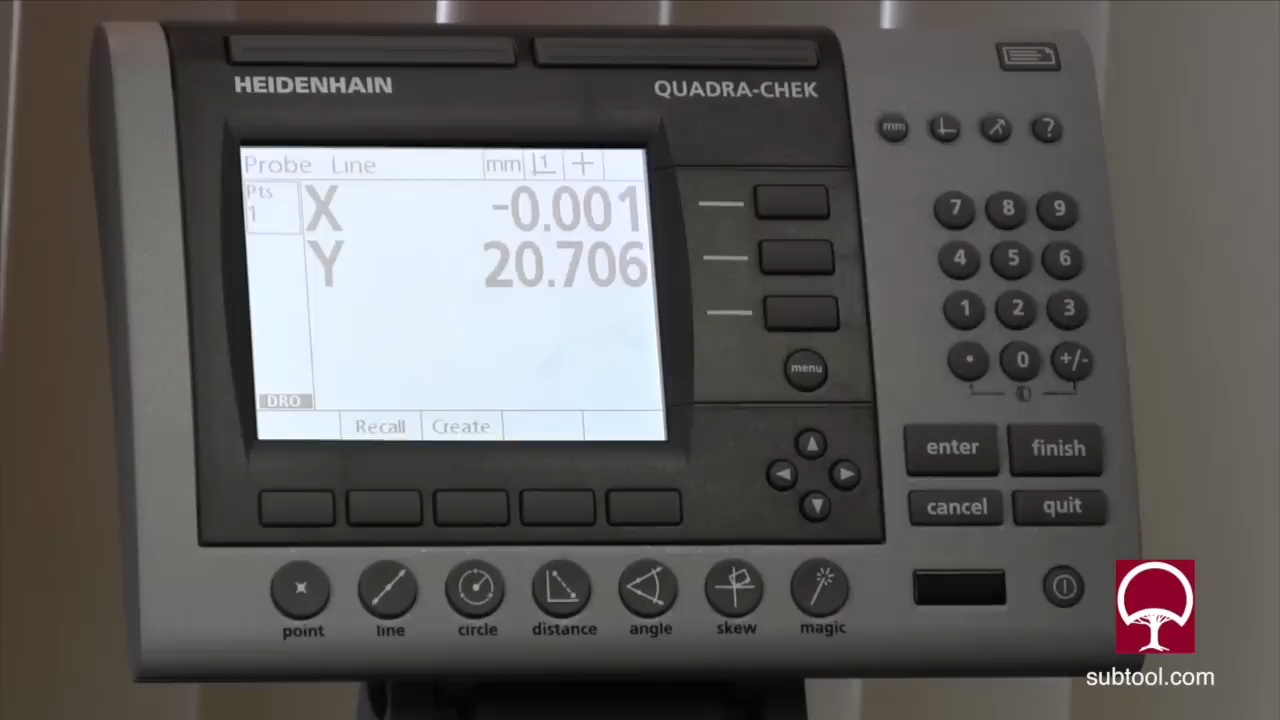 HEIDENHAIN
QUADRA-CHEK
Probe Line mm 1
Pts
1
X -0.001
Y 20.706
DRO
Recall Create
mm ?
7 8 9
4 5 6
1 2 3
. 0 +/-
menu
enter finish
cancel quit
point line circle distance angle skew magic
subtool.com